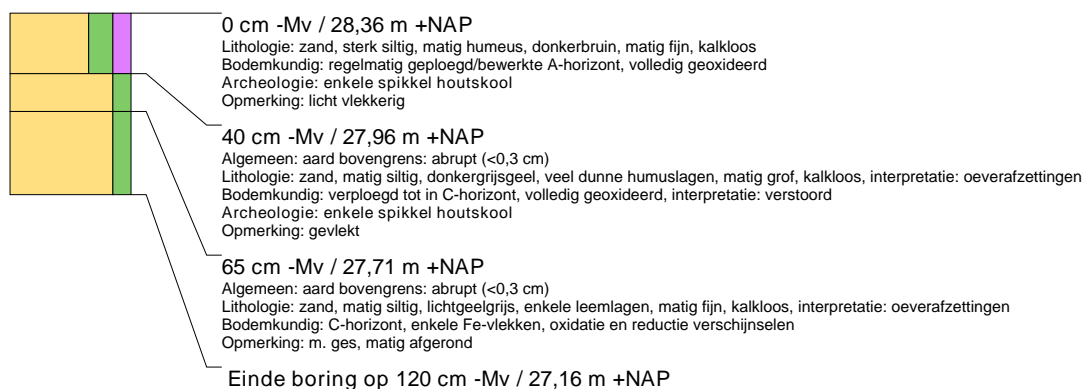 0 cm -Mv / 28,36 m +NAP
Lithologie: zand, sterk siltig, matig humeus, donkerbruin, matig fijn, kalkloos
Bodemkundig: regelmatig geploegd/bewerkte A-horizont, volledig geoxideerd
Archeologie: enkele spikkel houtskool
Opmerking: licht vlekkerig
40 cm -Mv / 27,96 m +NAP
Algemeen: aard bovengrens: abrupt (<0,3 cm)
Lithologie: zand, matig siltig, donkergrijsgeel, veel dunne humuslagen, matig grof, kalkloos, interpretatie: oeverafzettingen
Bodemkundig: verploegd tot in C-horizont, volledig geoxideerd, interpretatie: verstoord
Archeologie: enkele spikkel houtskool
Opmerking: gevlekt
65 cm -Mv / 27,71 m +NAP
Algemeen: aard bovengrens: abrupt (<0,3 cm)
Lithologie: zand, matig siltig, lichtgeelgrijs, enkele leemlagen, matig fijn, kalkloos, interpretatie: oeverafzettingen
Bodemkundig: C-horizont, enkele Fe-vlekken, oxidatie en reductie verschijnselen
Opmerking: m. ges, matig afgerond
Einde boring op 120 cm -Mv / 27,16 m +NAP